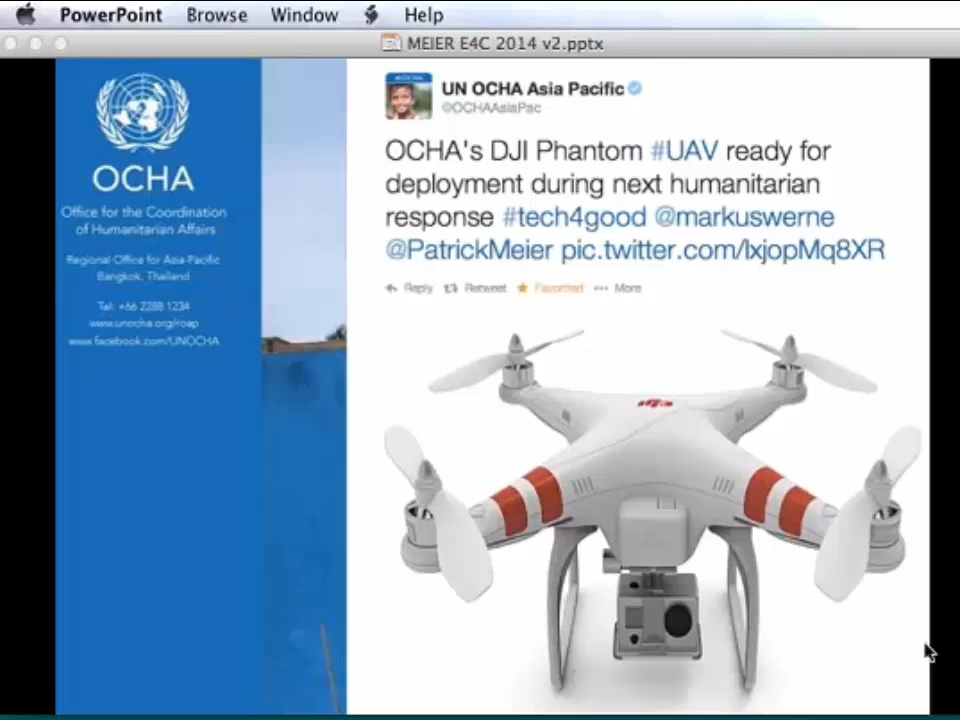 PowerPoint Browse Window Help
MEIER E4C 2014 v2.pptx
OCHA
Office for the Coordination
of Humanitarian Affairs
Regional Office for Asia-Pacific
Bangkok, Thailand
Tel: +66 2288 1234
www.unocha.org/roap
www.facebook.com/UNOCHA
UN OCHA Asia Pacific
@OCHAAsiaPac
OCHA's DJI Phantom #UAV ready for
deployment during next humanitarian
response #tech4good @markuswerne
@PatrickMeier pic.twitter.com/lxjopMq8XR
Reply Retweet Favorited More